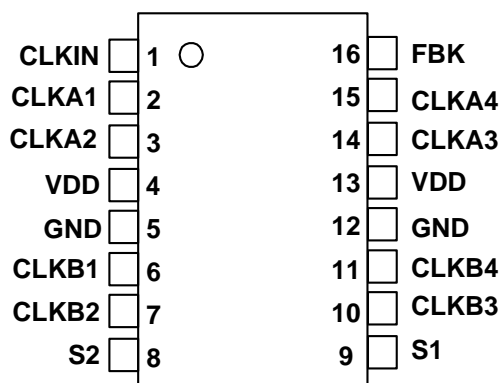 CLKIN 1 16 FBK
CLKA1 2 15 CLKA4
CLKA2 3 14 CLKA3
VDD 4 13 VDD
GND 5 12 GND
CLKB1 6 11 CLKB4
CLKB2 7 10 CLKB3
S2 8 9 S1